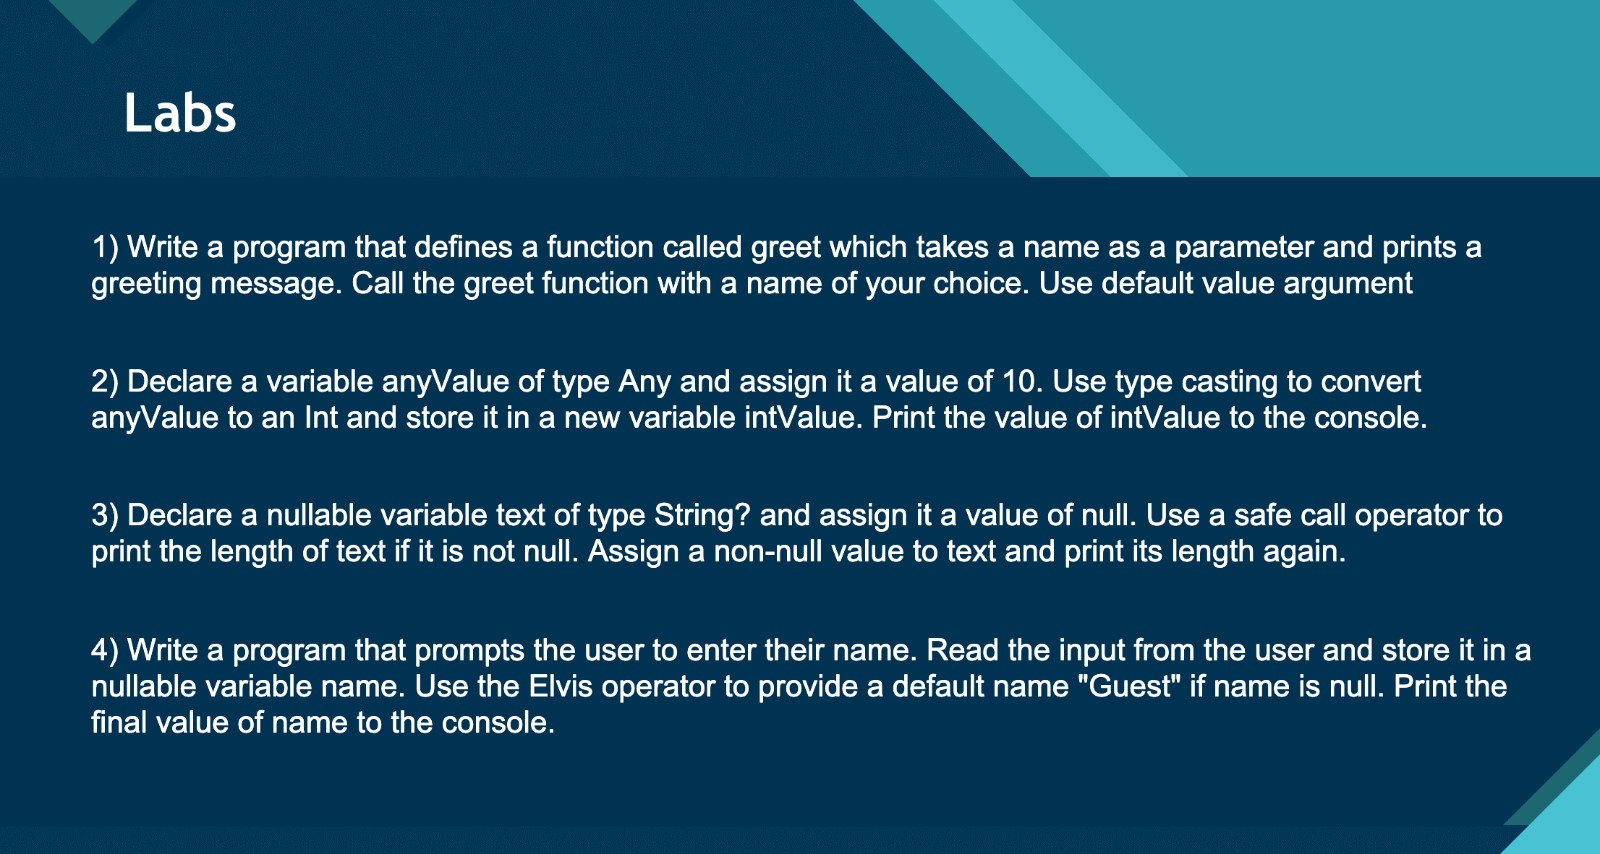 Labs
1) Write a program that defines a function called greet which takes a name as a parameter and prints a
greeting message. Call the greet function with a name of your choice. Use default value argument
2) Declare a variable anyValue of type Any and assign it a value of 10. Use type casting to convert
anyValue to an Int and store it in a new variable intValue. Print the value of intValue to the console.
3) Declare a nullable variable text of type String? and assign it a value of null. Use a safe call operator to
print the length of text if it is not null. Assign a non-null value to text and print its length again.
4) Write a program that prompts the user to enter their name. Read the input from the user and store it in a
nullable variable name. Use the Elvis operator to provide a default name "Guest" if name is null. Print the
final value of name to the console.